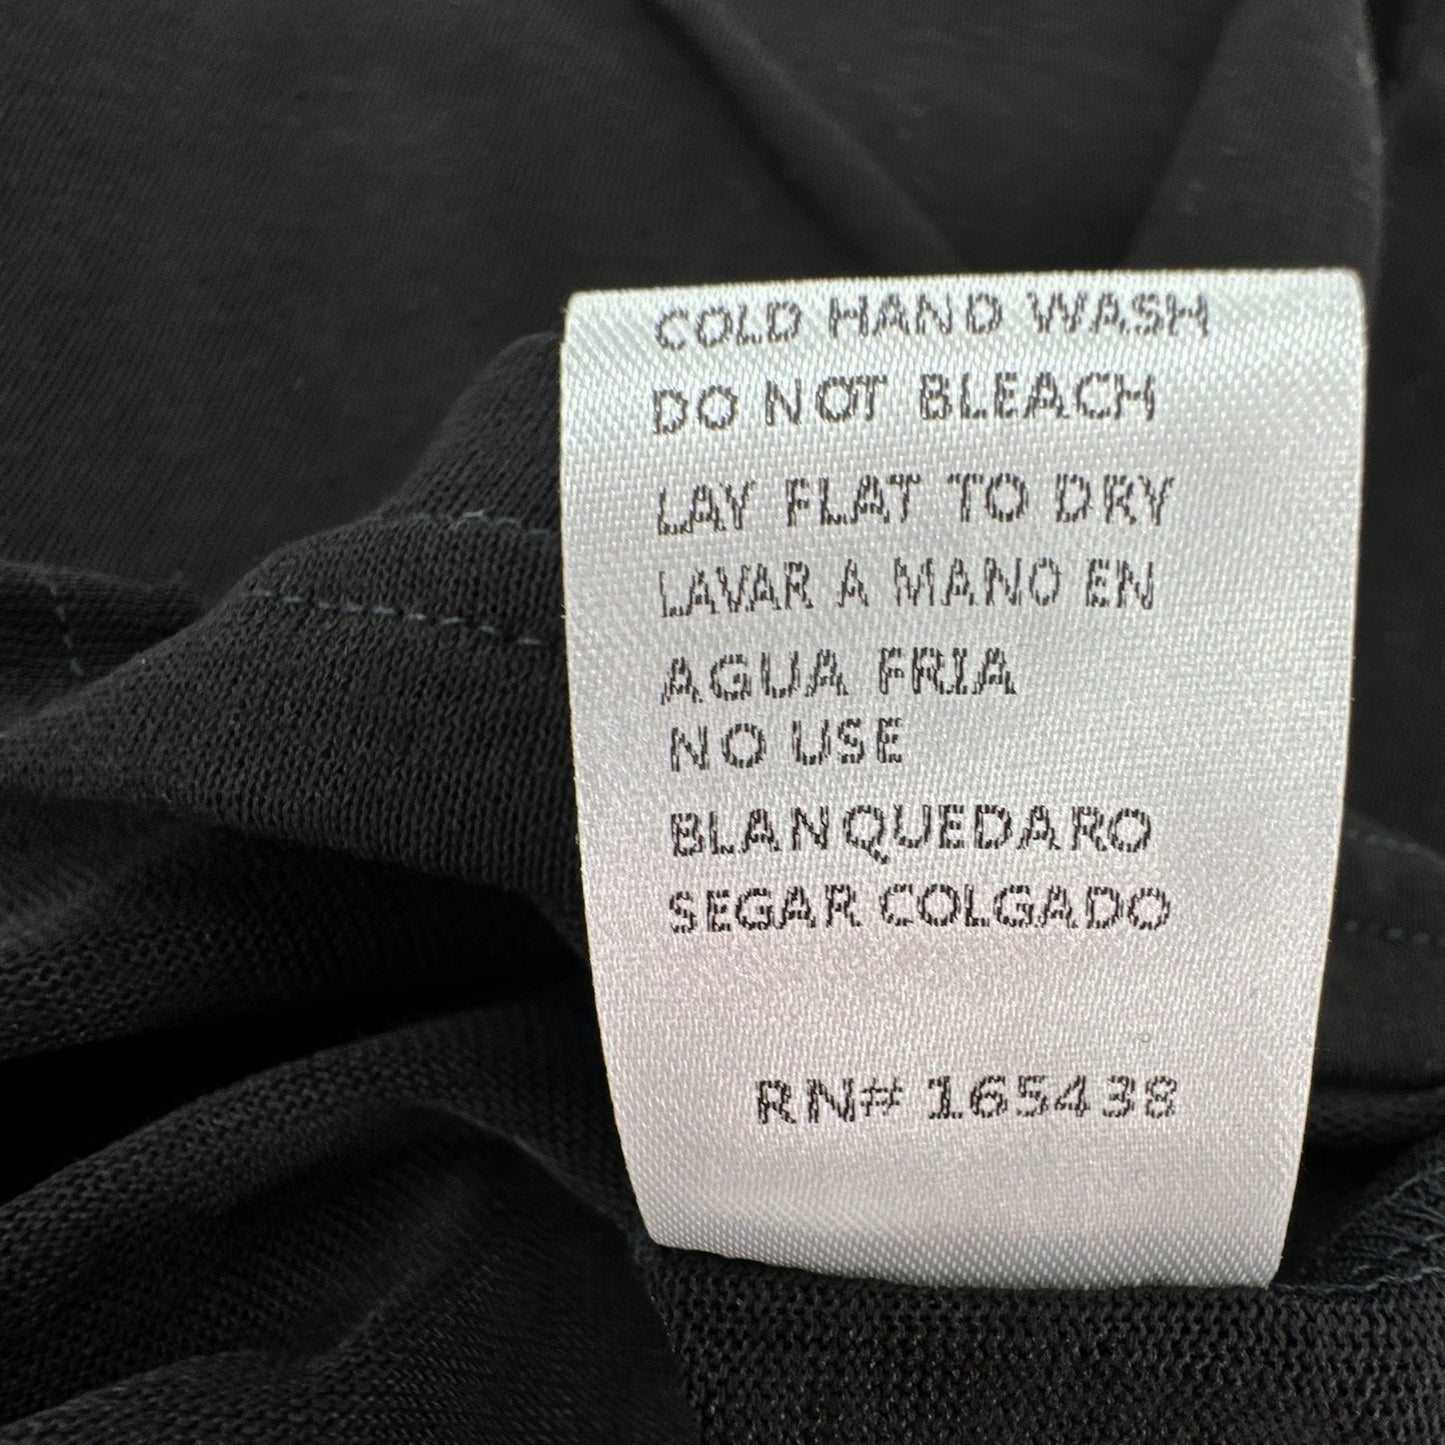 COLD HAND WASH
DO NOT BLEACH
LAY FLAT TO DRY
LAVAR A MANO EN
AGUA FRIA
NO USE
BLANQUEDARO
SEGAR COLGADO
RN# 165438